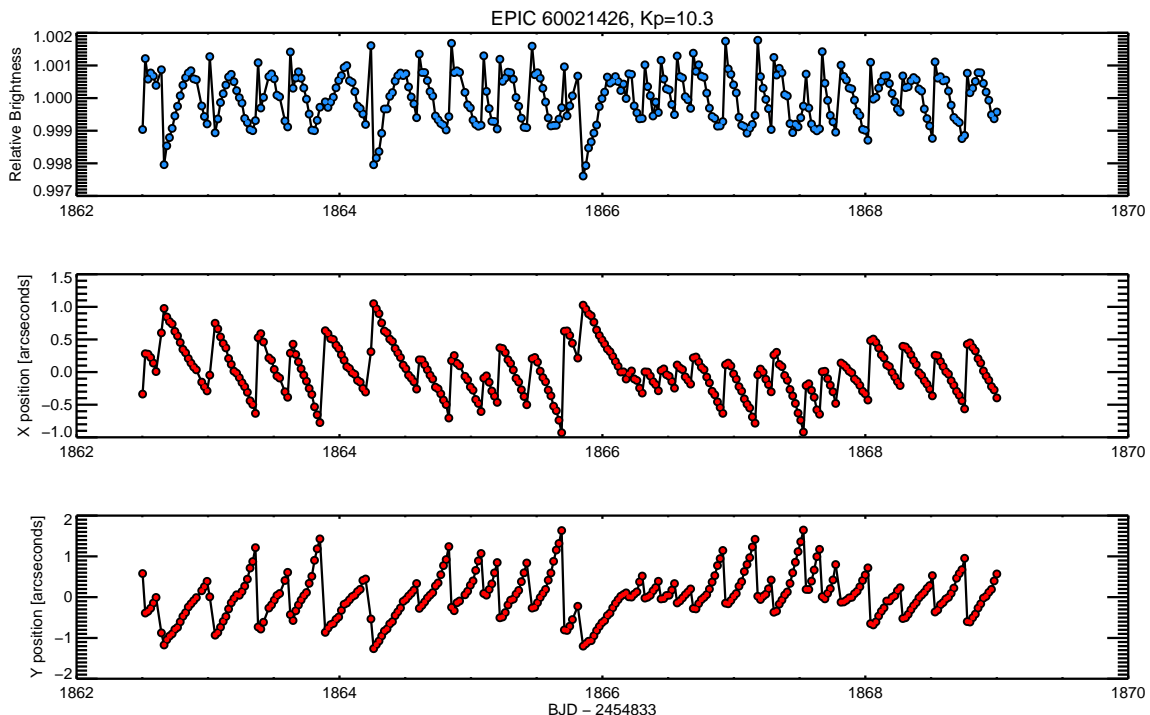 EPIC 60021426, Kp=10.3
Relative Brightness
1.002
1.001
1.000
0.999
0.998
0.997
1862 1864 1866 1868 1870
X position [arcseconds]
1.5
1.0
0.5
0.0
−0.5
−1.0
1862 1864 1866 1868 1870
Y position [arcseconds]
2
1
0
−1
−2
1862 1864 1866 1868 1870
BJD − 2454833